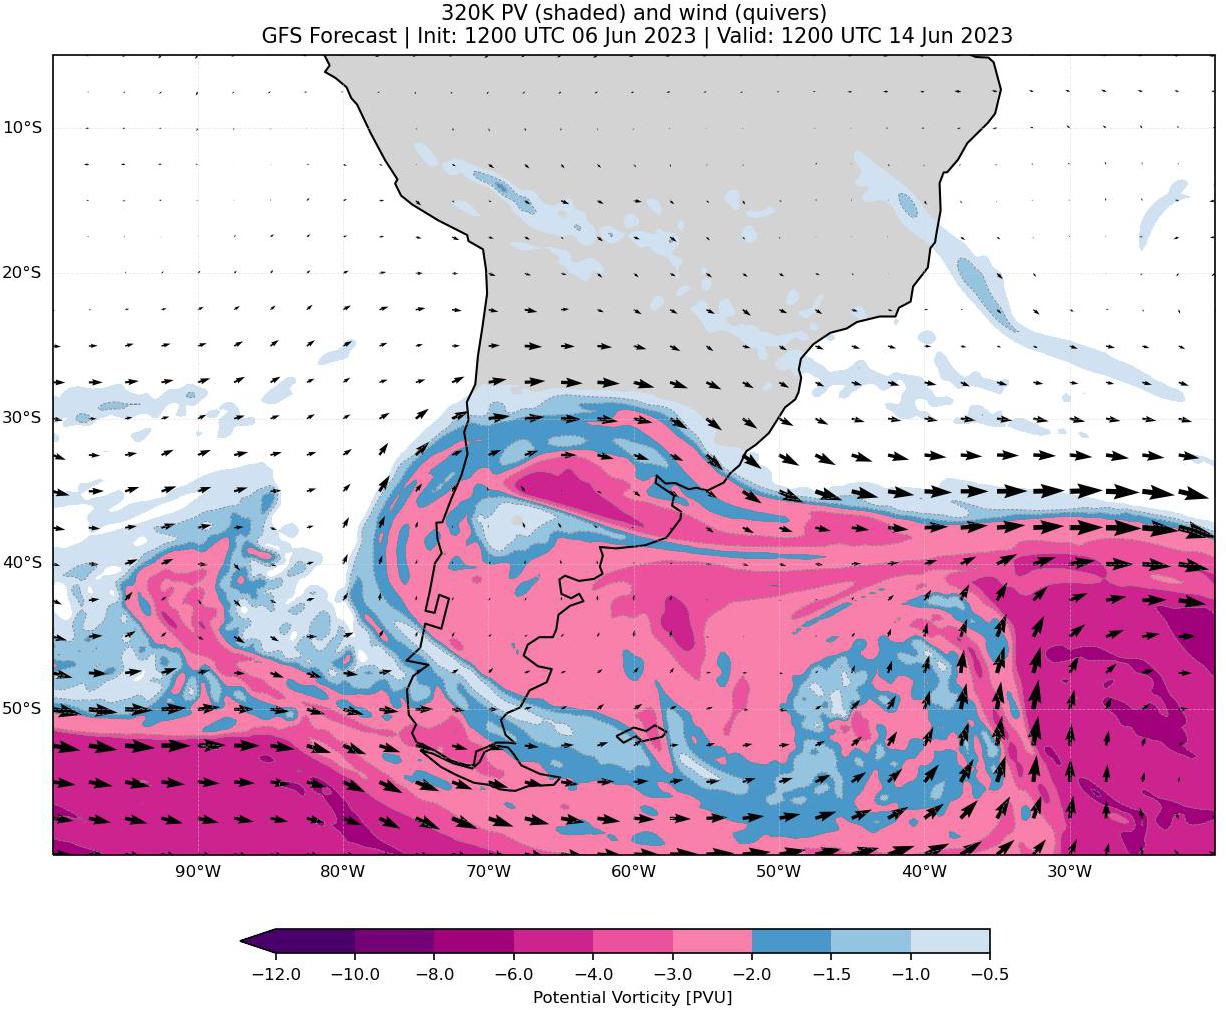 320K PV (shaded) and wind (quivers)
GFS Forecast | Init: 1200 UTC 06 Jun 2023 | Valid: 1200 UTC 14 Jun 2023
10°S
20°S
30°S
40°S
50°S
90°W 80°W 70°W 60°W 50°W 40°W 30°W
−12.0 −10.0 −8.0 −6.0 −4.0 −3.0 −2.0 −1.5 −1.0 −0.5
Potential Vorticity [PVU]